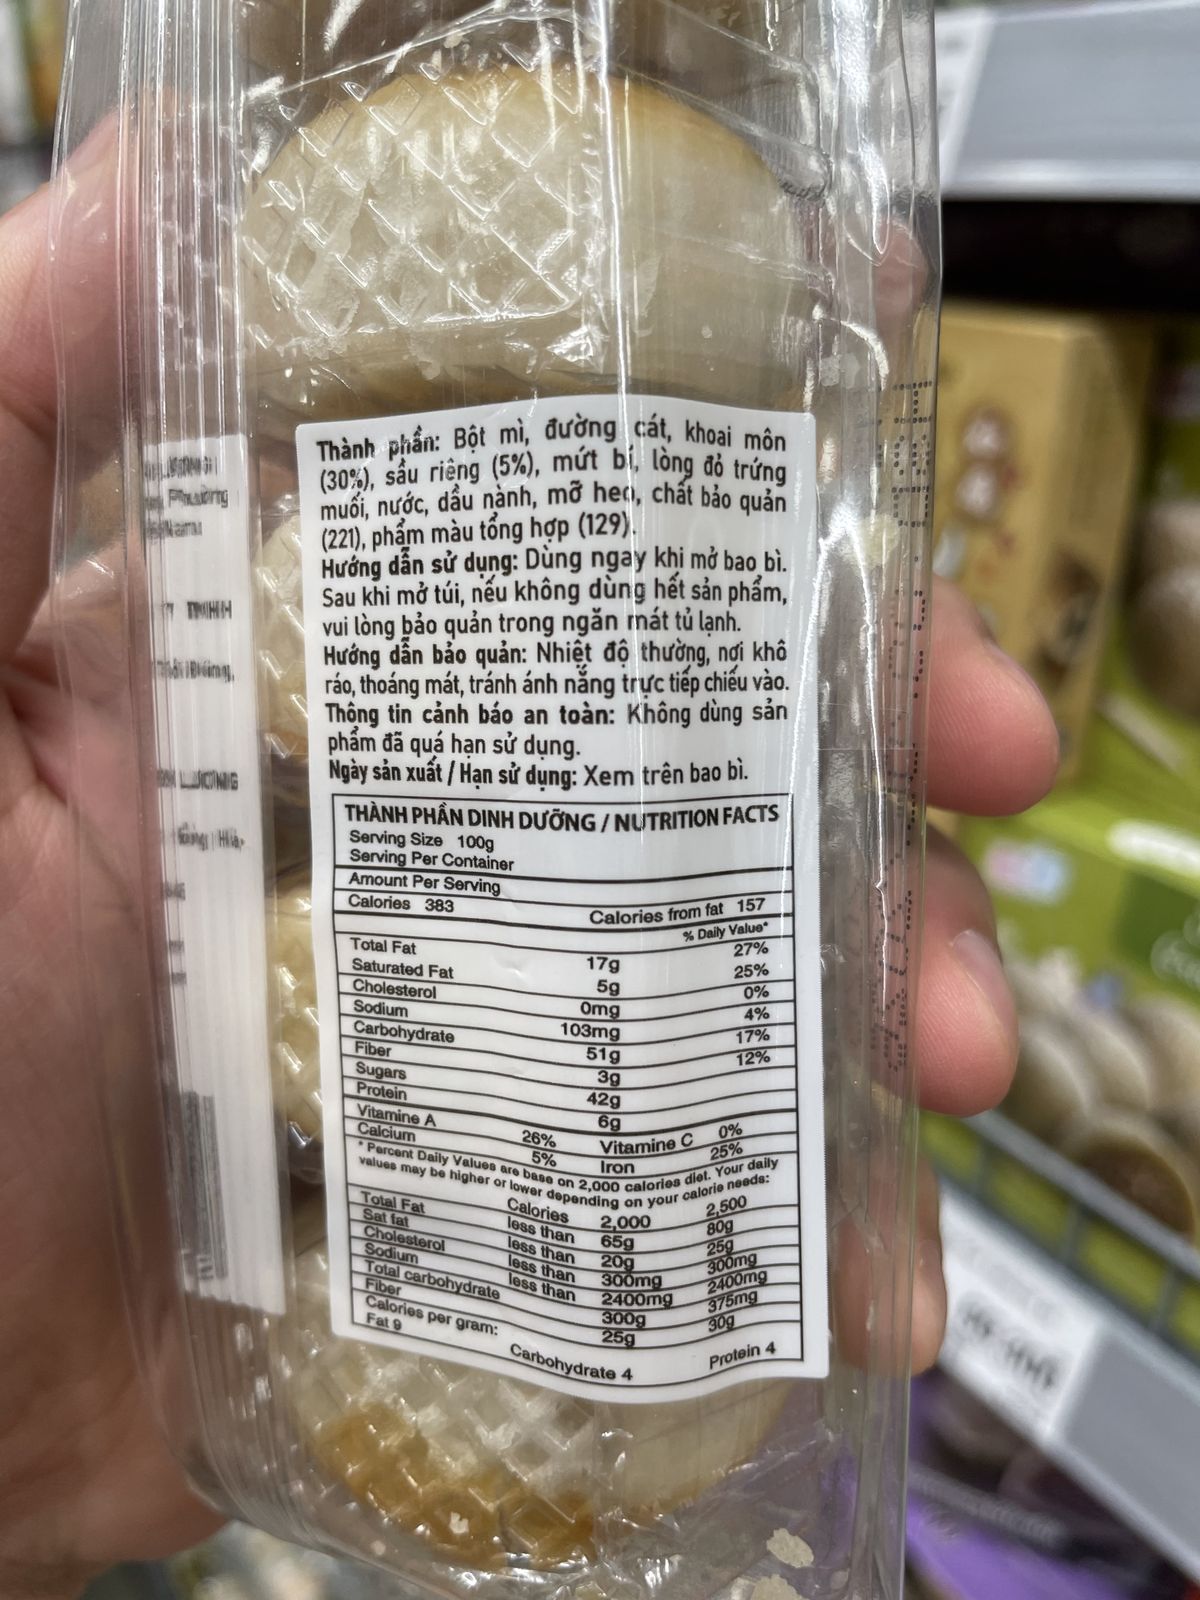 Thành phần: Bột mì, đường cát, khoai môn
(30%), sầu riêng (5%), mứt bí, lòng đỏ trứng
muối, nước, dầu nành, mỡ heo, chất bảo quản
(221), phẩm màu tổng hợp (129).
Hướng dẫn sử dụng: Dùng ngay khi mở bao bì.
Sau khi mở túi, nếu không dùng hết sản phẩm,
vui lòng bảo quản trong ngăn mát tủ lạnh.
Hướng dẫn bảo quản: Nhiệt độ thường, nơi khô
ráo, thoáng mát, tránh ánh nắng trực tiếp chiếu vào.
Thông tin cảnh báo an toàn: Không dùng sản
phẩm đã quá hạn sử dụng.
Ngày sản xuất / Hạn sử dụng: Xem trên bao bì.
THÀNH PHẦN DINH DƯỠNG / NUTRITION FACTS
Serving Size 100g
Serving Per Container
Amount Per Serving
Calories 383 Calories from fat 157
% Daily Value*
Total Fat 17g 27%
Saturated Fat 5g 25%
Cholesterol 0mg 0%
Sodium 103mg 4%
Carbohydrate 51g 17%
Fiber 3g 12%
Sugars 42g
Protein 6g
Vitamine A 26% Vitamine C 0%
Calcium 5% Iron 25%
* Percent Daily Values are base on 2,000 calories diet. Your daily
values may be higher or lower depending on your calorie needs:
Calories 2,000 2,500
Total Fat less than 65g 80g
Sat fat less than 20g 25g
Cholesterol less than 300mg 300mg
Sodium less than 2400mg 2400mg
Total carbohydrate 300g 375mg
Fiber 25g 30g
Calories per gram:
Fat 9 Carbohydrate 4 Protein 4